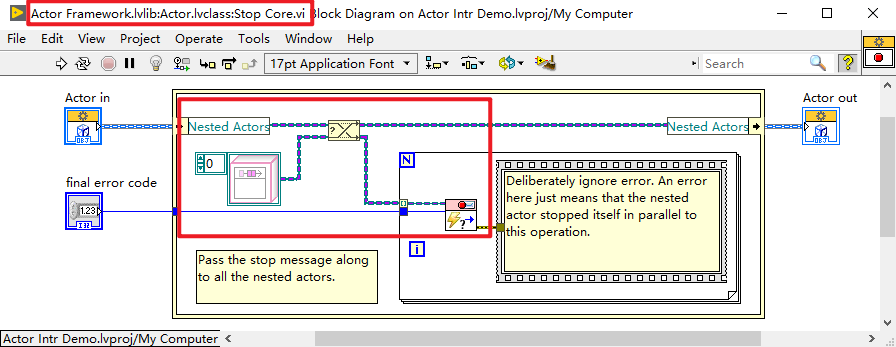 Actor Framework.lvlib:Actor.lvclass:Stop Core.vi Block Diagram on Actor Intr Demo.lvproj/My Computer
File Edit View Project Operate Tools Window Help
17pt Application Font Search ?
Actor in
Actor out
Nested Actors
Nested Actors
OBJ
OBJ
?
0
N
final error code
1.23
I32
?
i
Deliberately ignore error. An error
here just means that the nested
actor stopped itself in parallel to
this operation.
Pass the stop message along
to all the nested actors.
Actor Intr Demo.lvproj/My Computer